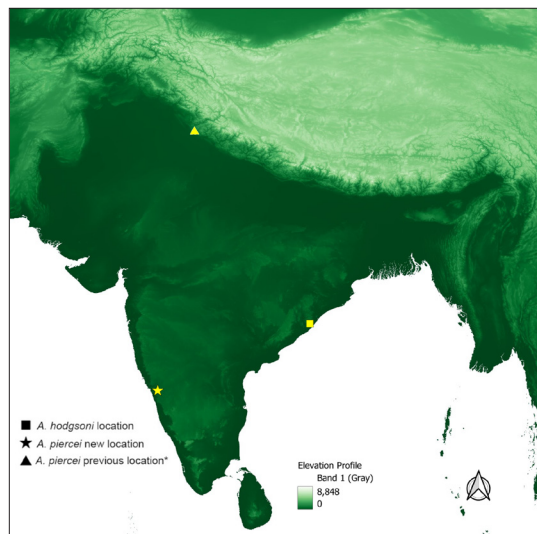 A. hodgsoni location
A. piercei new location
A. piercei previous location*
Elevation Profile
Band 1 (Gray)
8,848
0